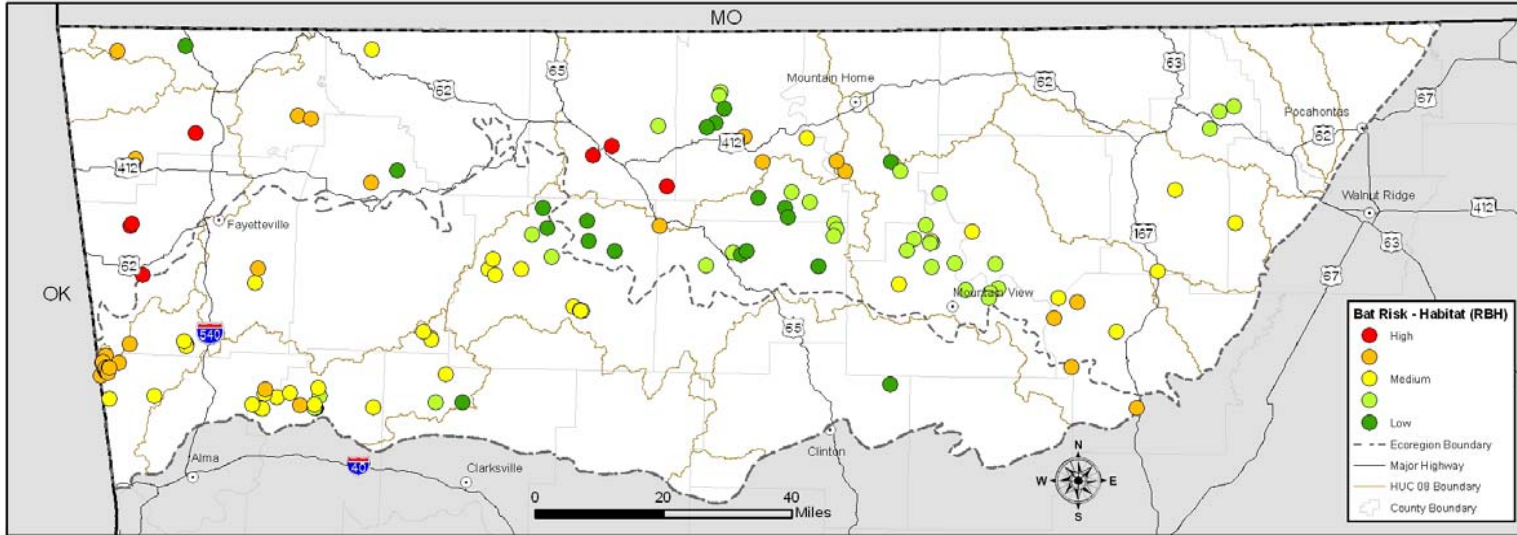 MO
62
65
Mountain Home
62
63
67
Pocahontas
62
412
412
Walnut Ridge
412
Fayetteville
167
63
62
67
OK
Mountain View
540
65
Bat Risk - Habitat (RBH)
High
Medium
Low
Ecoregion Boundary
Major Highway
HUC 08 Boundary
County Boundary
Clinton
Alma
40
Clarksville
N
W E
S
0 20 40
Miles